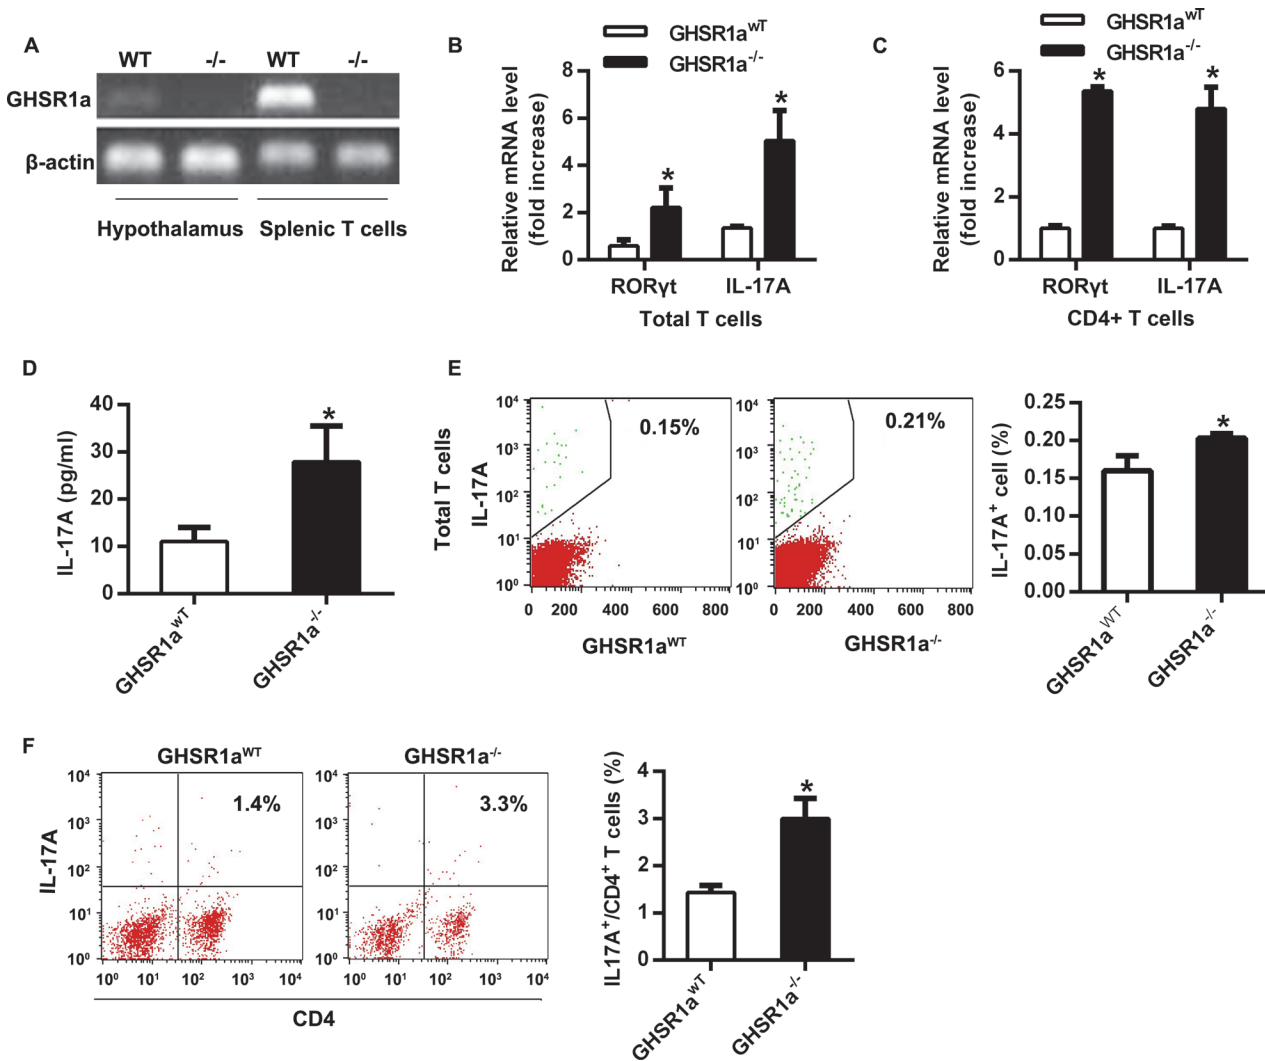 A
WT -/- WT -/-
GHSR1a
β-actin
Hypothalamus Splenic T cells
B
GHSR1a^wT
GHSR1a^-/-
Relative mRNA level
(fold increase)
8
6
4
2
0
*
*
RORγt IL-17A
Total T cells
C
GHSR1a^WT
GHSR1a^-/-
Relative mRNA level
(fold increase)
6
4
2
0
*
*
RORγt IL-17A
CD4+ T cells
D
IL-17A (pg/ml)
40
30
20
10
0
*
GHSR1a^wT
GHSR1a^-/-
E
Total T cells
IL-17A
10^4
10^3
10^2
10^1
10^0
0.15%
0 200 400 600 800
GHSR1a^WT
10^4
10^3
10^2
10^1
10^0
0.21%
0 200 400 600 800
GHSR1a^-/-
IL-17A^+ cell (%)
0.25
0.20
0.15
0.10
0.05
0.00
*
GHSR1a^WT
GHSR1a^-/-
F
GHSR1a^WT
GHSR1a^-/-
IL-17A
10^4
10^3
10^2
10^1
10^0
1.4%
10^0 10^1 10^2 10^3 10^4
10^4
10^3
10^2
10^1
10^0
3.3%
10^0 10^1 10^2 10^3 10^4
CD4
IL17A^+/CD4^+ T cells (%)
4
3
2
1
0
*
GHSR1a^wT
GHSR1a^-/-